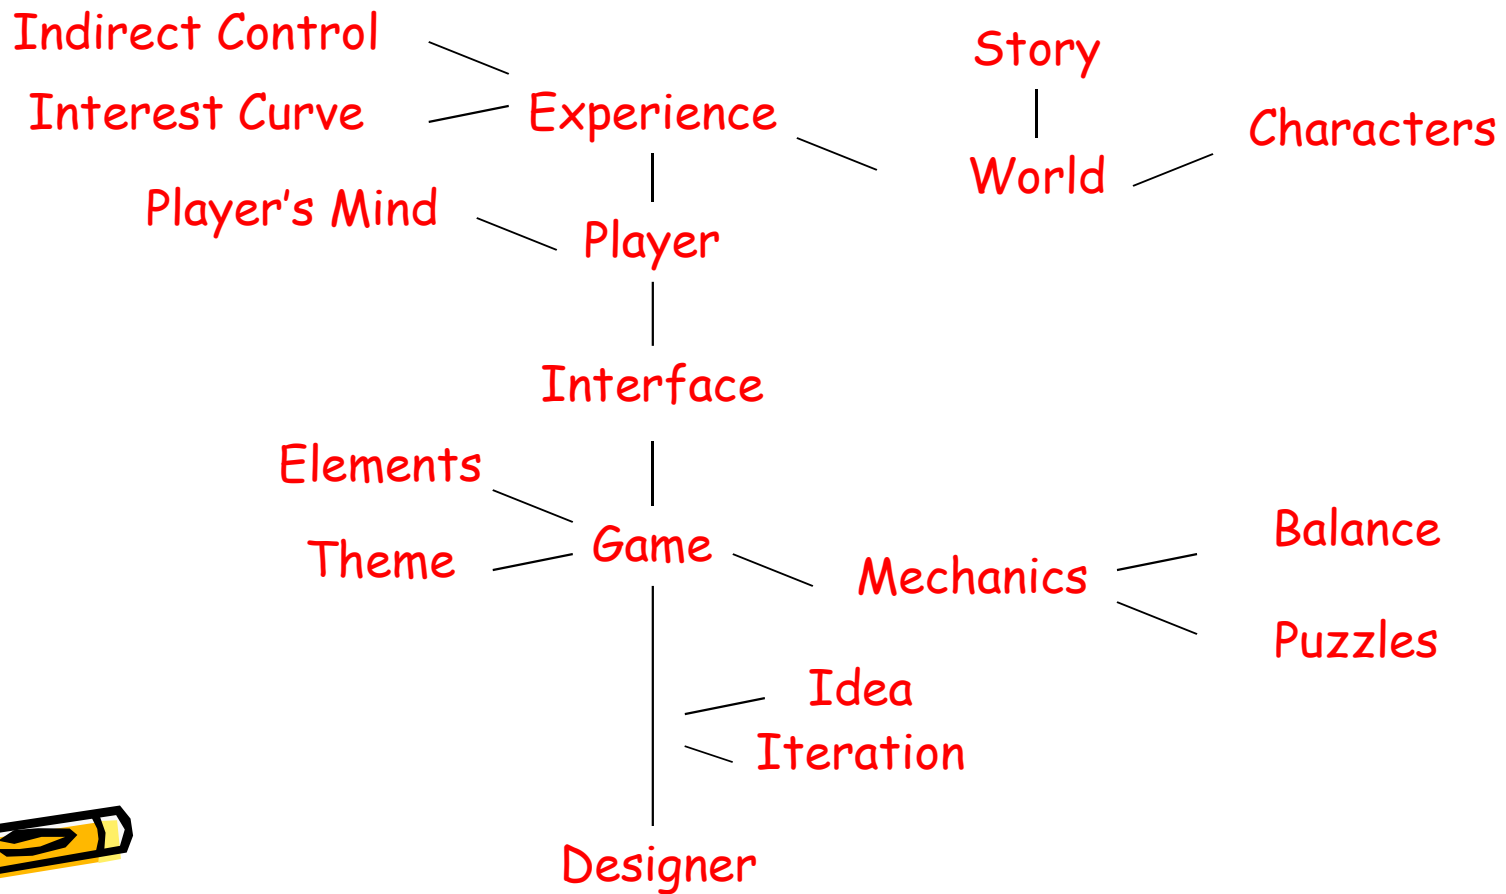 Indirect Control
Story
Interest Curve
Experience
Characters
World
Player's Mind
Player
Interface
Elements
Game
Balance
Theme
Mechanics
Puzzles
Idea
Iteration
Designer